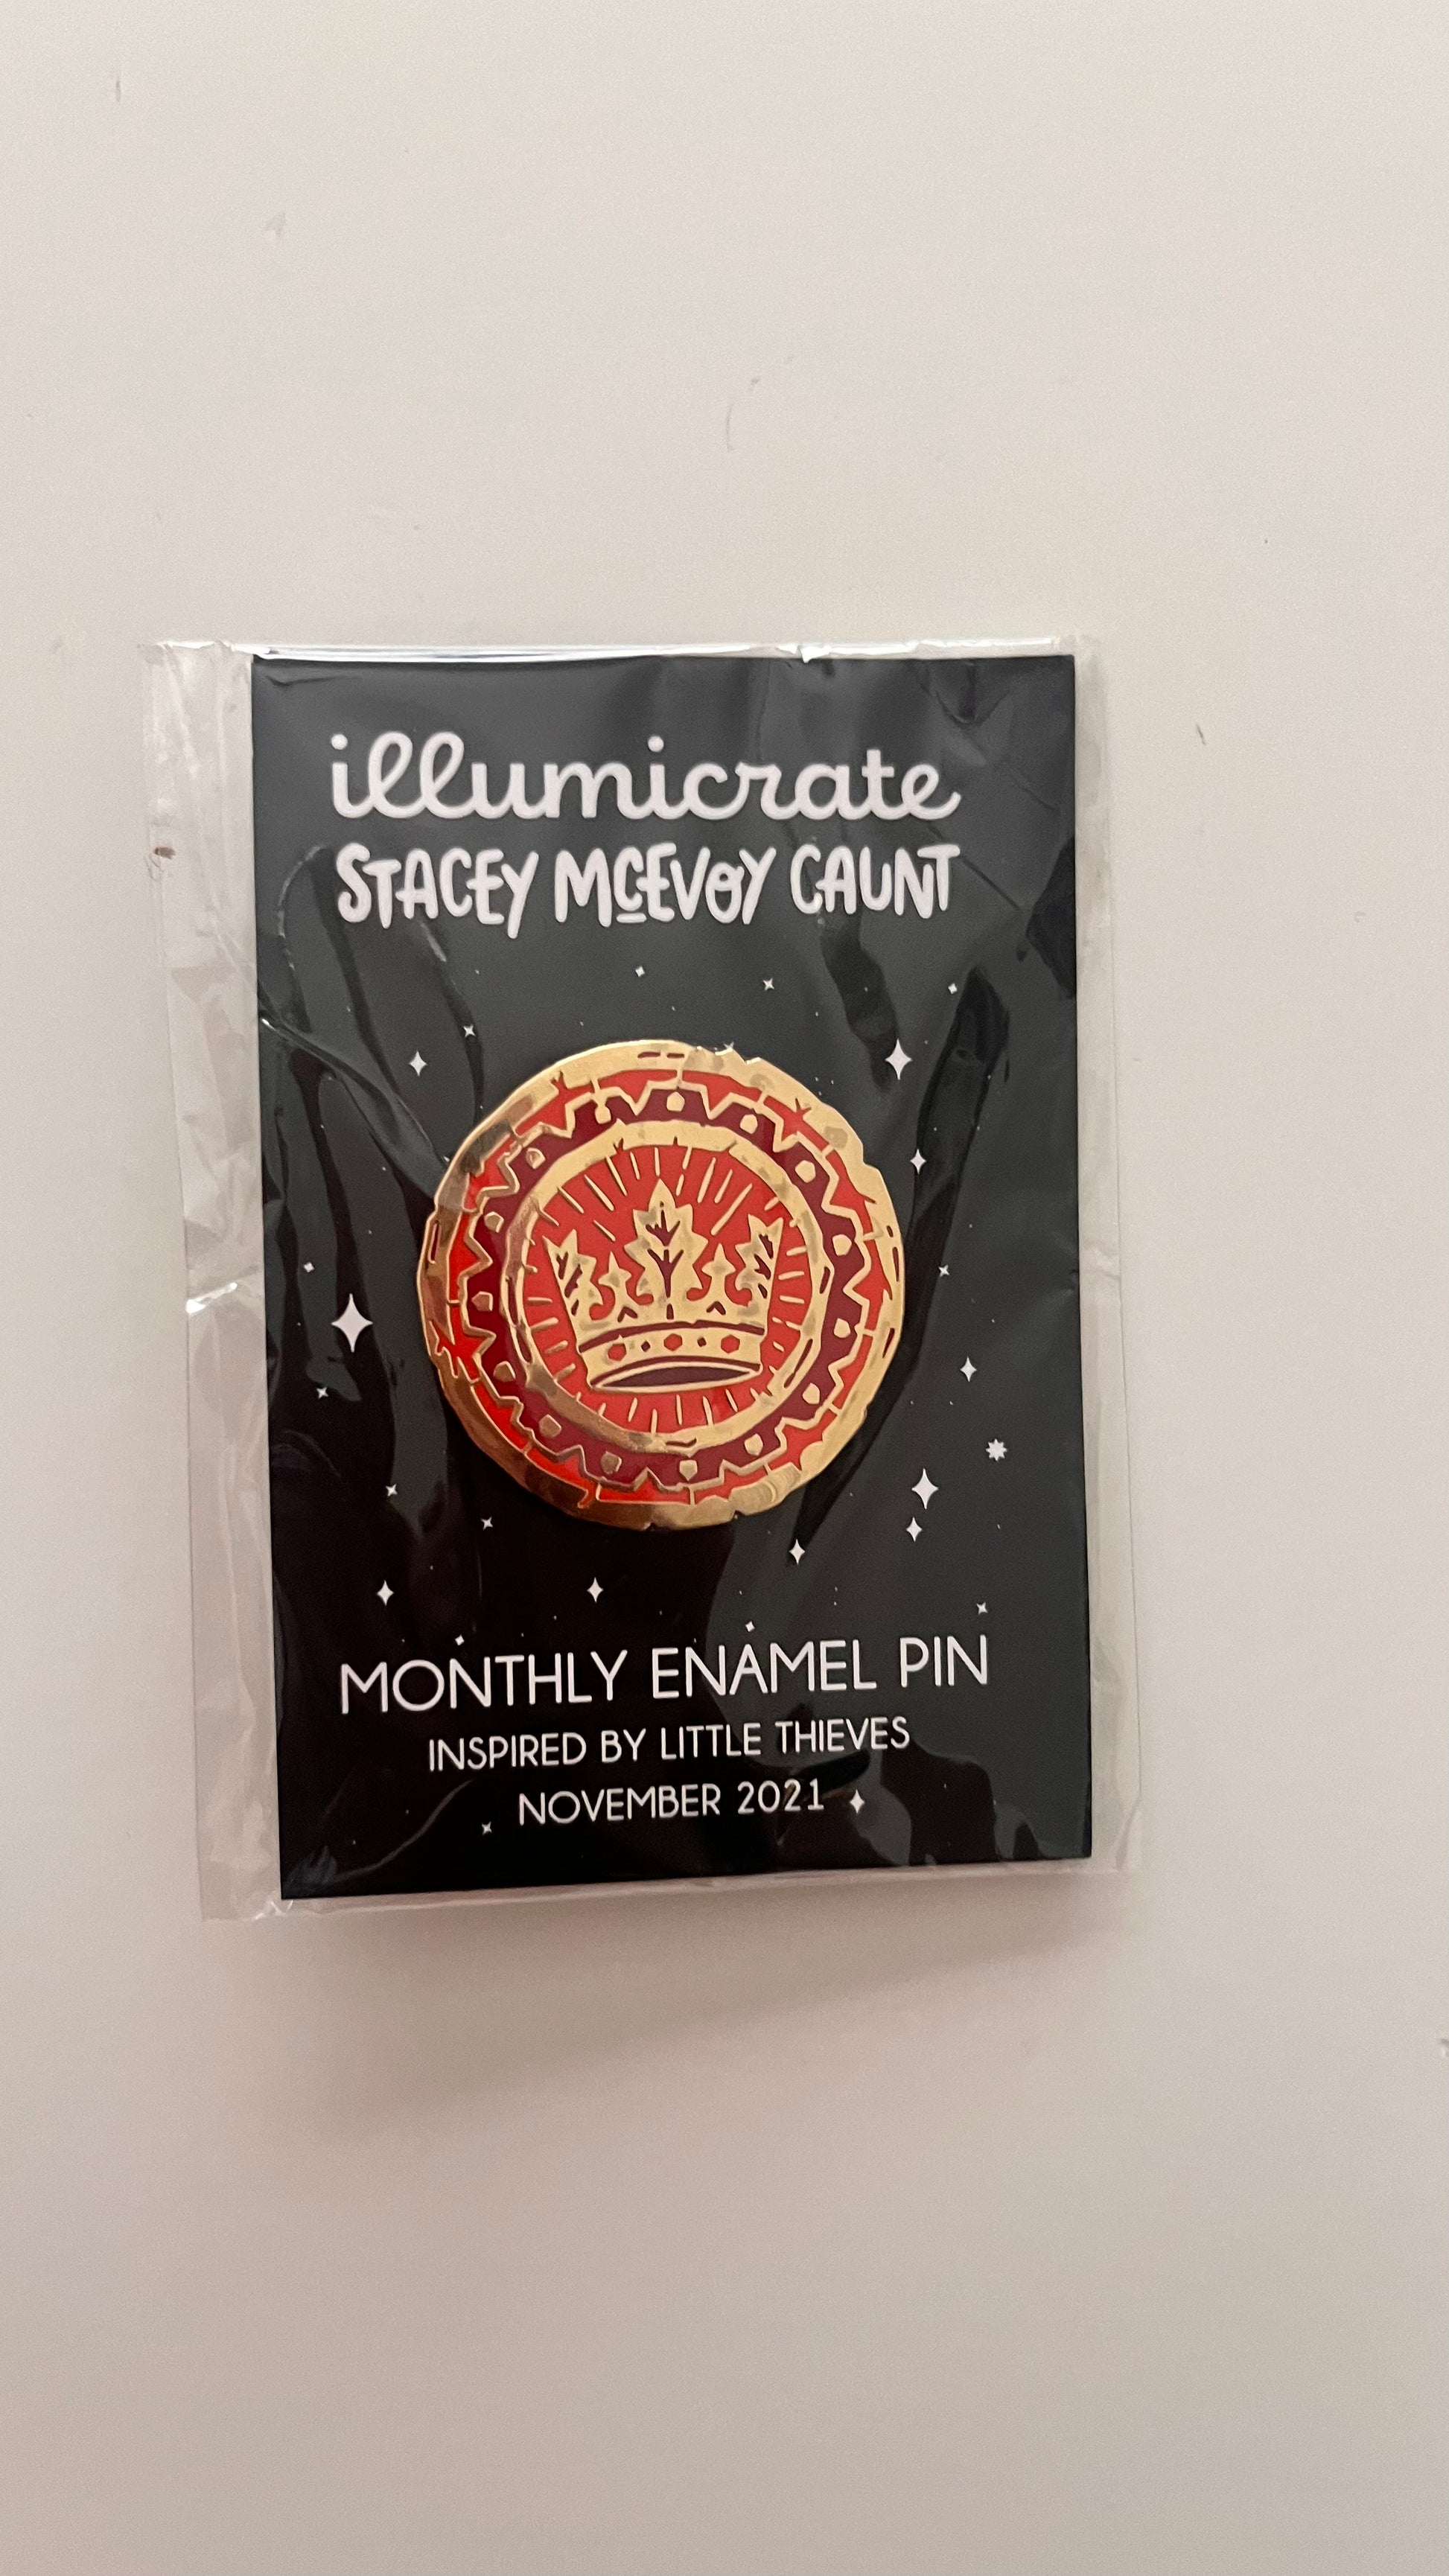 illumicrate
STACEY MCEVOY CAUNT
MONTHLY ENAMEL PIN
INSPIRED BY LITTLE THIEVES
NOVEMBER 2021